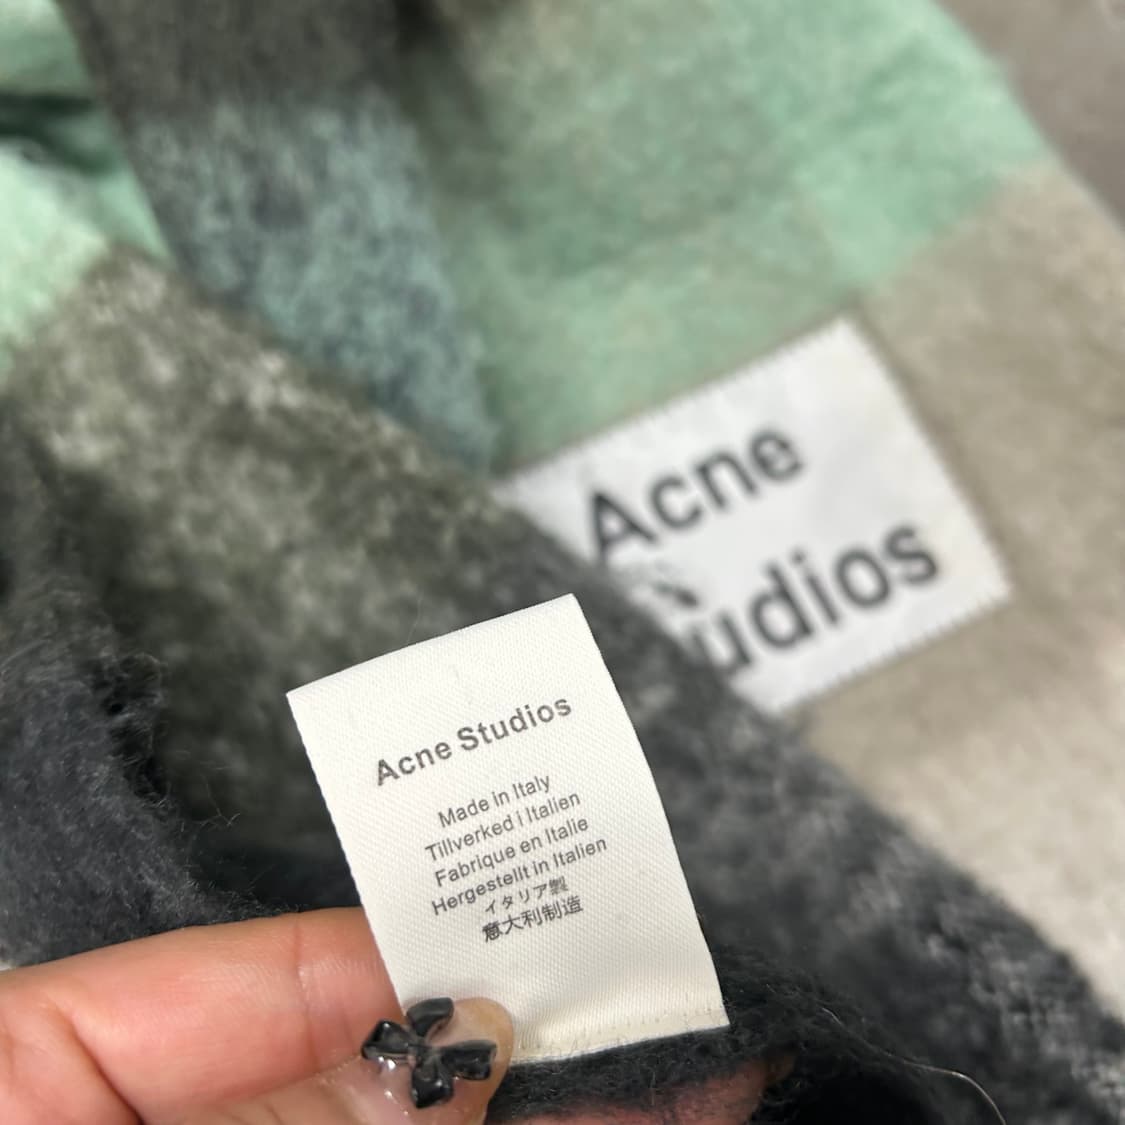 Acne
udios
Acne Studios
Made in Italy
Tillverked i Italien
Fabrique en Italie
Hergestellt in Italien
イタリア製
意大利制造